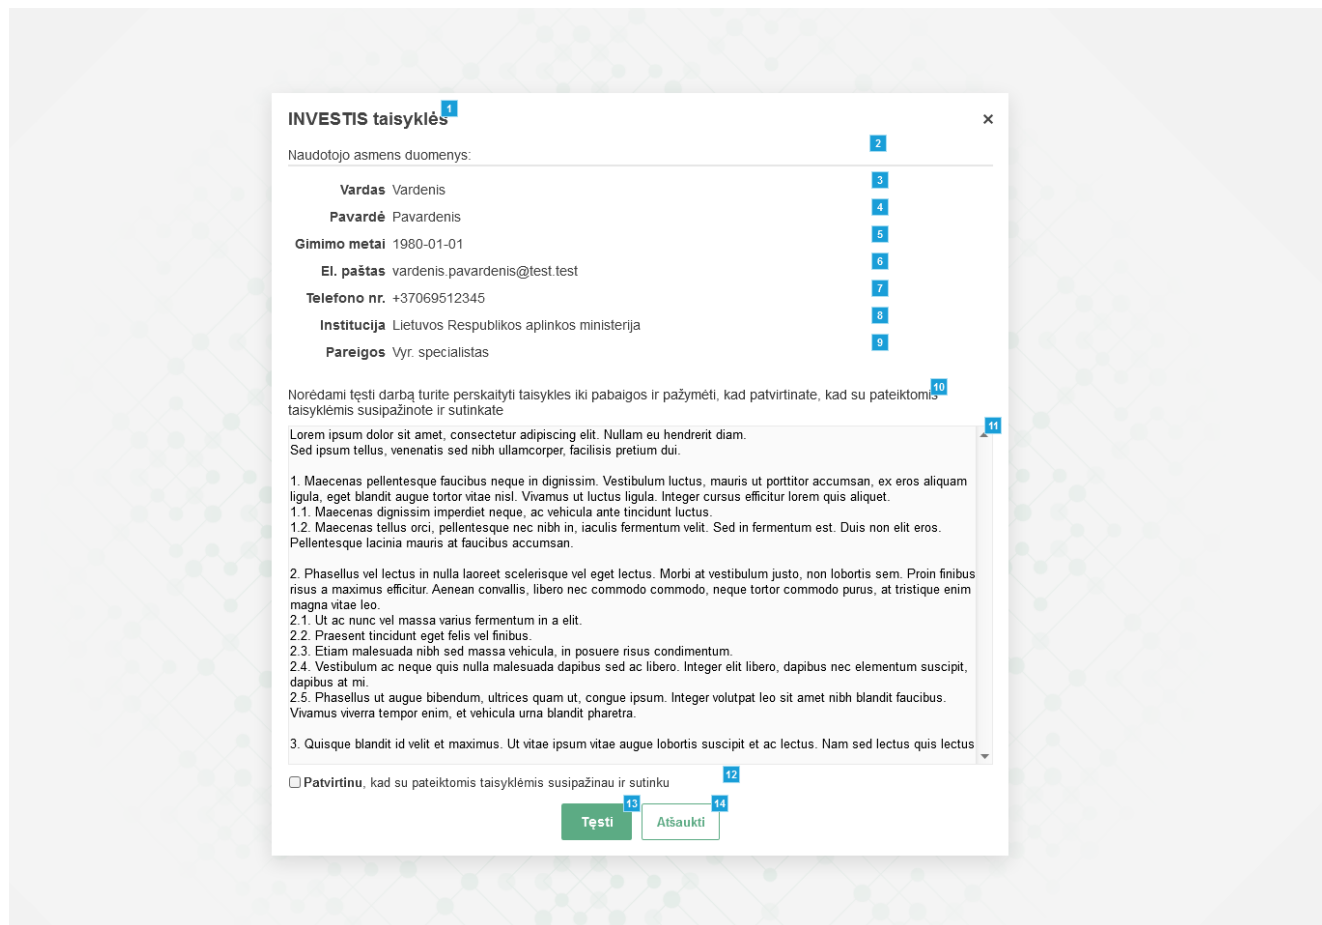 INVESTIS taisyklės 1
×
Naudotojo asmens duomenys: 2
Vardas Vardenis 3
Pavardė Pavardenis 4
Gimimo metai 1980-01-01 5
El. paštas vardenis.pavardenis@test.test 6
Telefono nr. +37069512345 7
Institucija Lietuvos Respublikos aplinkos ministerija 8
Pareigos Vyr. specialistas 9
Norėdami tęsti darbą turite perskaityti taisykles iki pabaigos ir pažymėti, kad patvirtinate, kad su pateiktomis 10
taisyklėmis susipažinote ir sutinkate
11
Lorem ipsum dolor sit amet, consectetur adipiscing elit. Nullam eu hendrerit diam.
Sed ipsum tellus, venenatis sed nibh ullamcorper, facilisis pretium dui.
1. Maecenas pellentesque faucibus neque in dignissim. Vestibulum luctus, mauris ut porttitor accumsan, ex eros aliquam
ligula, eget blandit augue tortor vitae nisl. Vivamus ut luctus ligula. Integer cursus efficitur lorem quis aliquet.
1.1. Maecenas dignissim imperdiet neque, ac vehicula ante tincidunt luctus.
1.2. Maecenas tellus orci, pellentesque nec nibh in, iaculis fermentum velit. Sed in fermentum est. Duis non elit eros.
Pellentesque lacinia mauris at faucibus accumsan.
2. Phasellus vel lectus in nulla laoreet scelerisque vel eget lectus. Morbi at vestibulum justo, non lobortis sem. Proin finibus
risus a maximus efficitur. Aenean convallis, libero nec commodo commodo, neque tortor commodo purus, at tristique enim
magna vitae leo.
2.1. Ut ac nunc vel massa varius fermentum in a elit.
2.2. Praesent tincidunt eget felis vel finibus.
2.3. Etiam malesuada nibh sed massa vehicula, in posuere risus condimentum.
2.4. Vestibulum ac neque quis nulla malesuada dapibus sed ac libero. Integer elit libero, dapibus nec elementum suscipit,
dapibus at mi.
2.5. Phasellus ut augue bibendum, ultrices quam ut, congue ipsum. Integer volutpat leo sit amet nibh blandit faucibus.
Vivamus viverra tempor enim, et vehicula urna blandit pharetra.
3. Quisque blandit id velit et maximus. Ut vitae ipsum vitae augue lobortis suscipit et ac lectus. Nam sed lectus quis lectus
Patvirtinu, kad su pateiktomis taisyklėmis susipažinau ir sutinku 12
Tęsti 13 Atšaukti 14